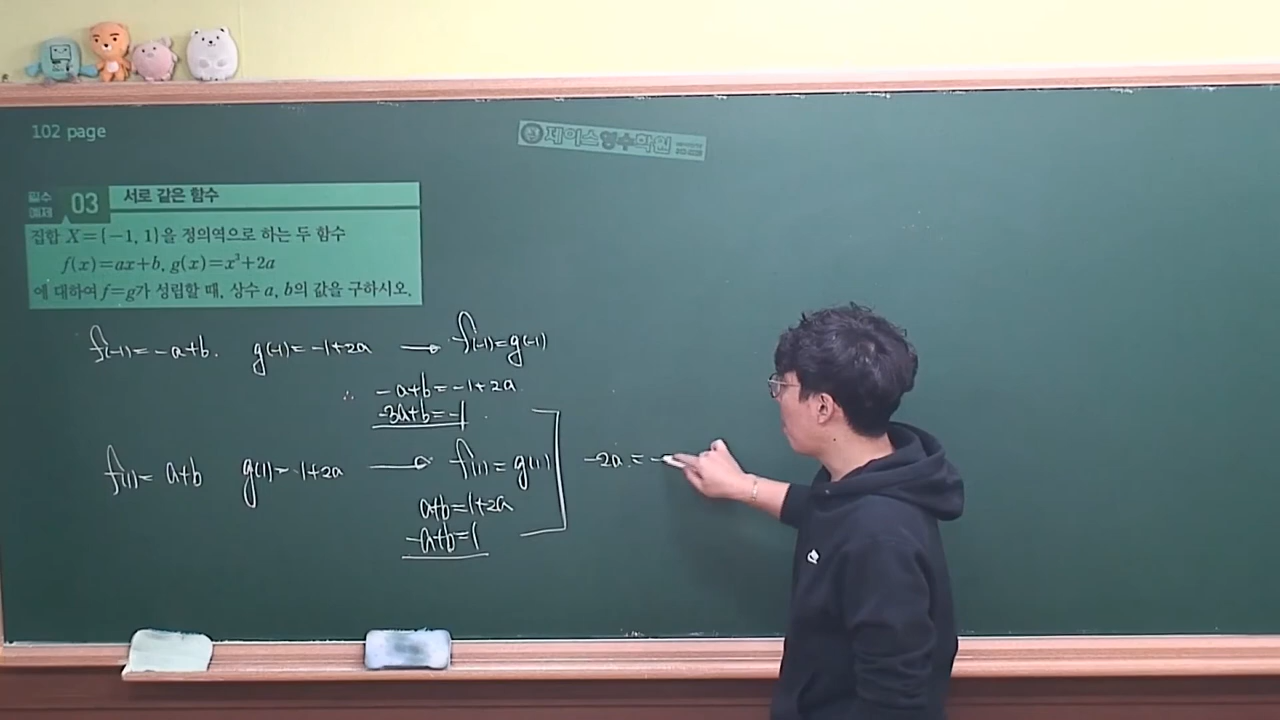 102 page
제이스영수학원
필수 예제 03 서로 같은 함수
집합 X={-1, 1}을 정의역으로 하는 두 함수
f(x)=ax+b, g(x)=x³+2a
에 대하여 f=g가 성립할 때, 상수 a, b의 값을 구하시오.
f(-1)=-a+b. g(-1)=-1+2a → f(-1)=g(-1)
∴ -a+b=-1+2a
-3a+b=-1
f(1)=a+b g(1)=1+2a → f(1)=g(1)
-2a=-
a+b=1+2a
-a+b=1